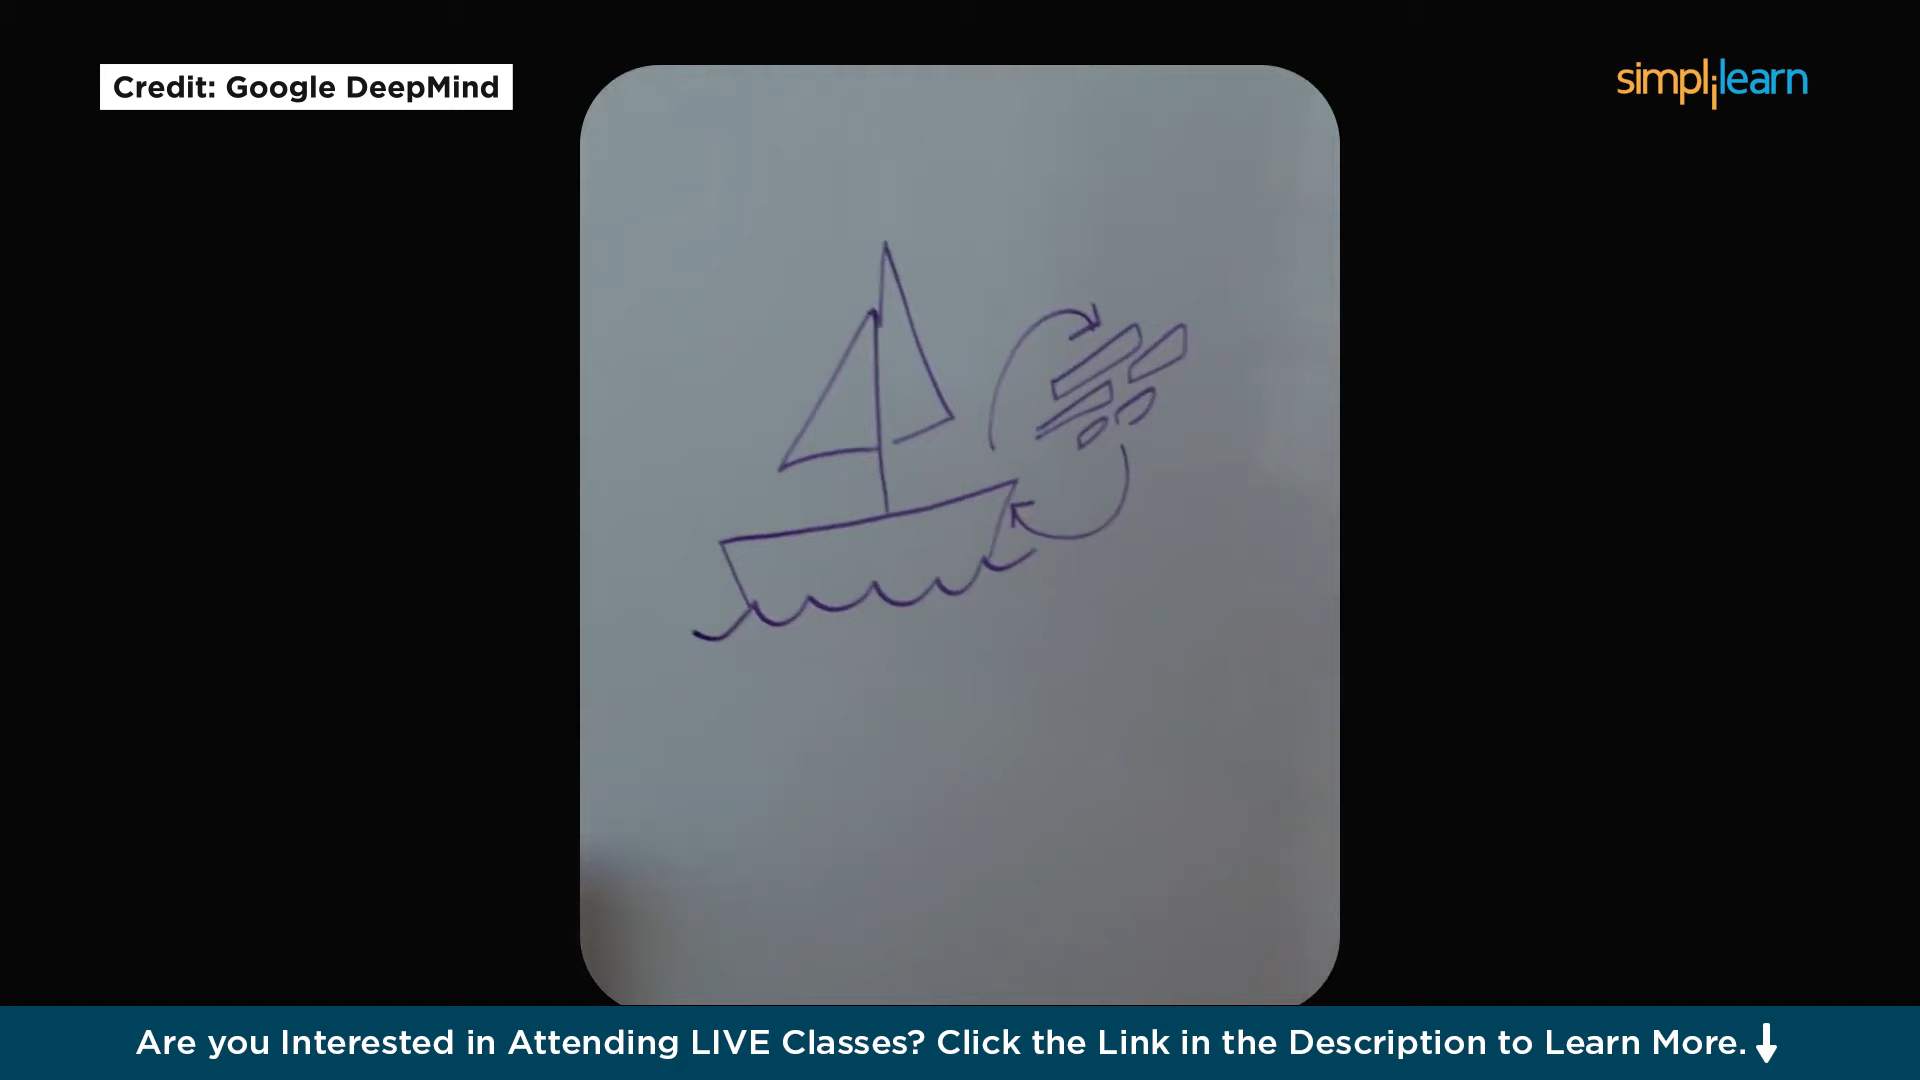 Credit: Google DeepMind
simplilearn
Are you Interested in Attending LIVE Classes? Click the Link in the Description to Learn More.